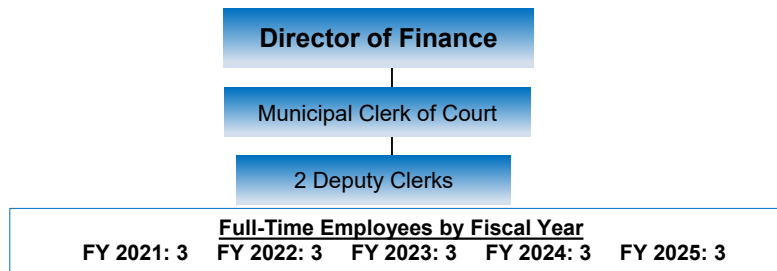 Director of Finance
Municipal Clerk of Court
2 Deputy Clerks
Full-Time Employees by Fiscal Year
FY 2021: 3 FY 2022: 3 FY 2023: 3 FY 2024: 3 FY 2025: 3